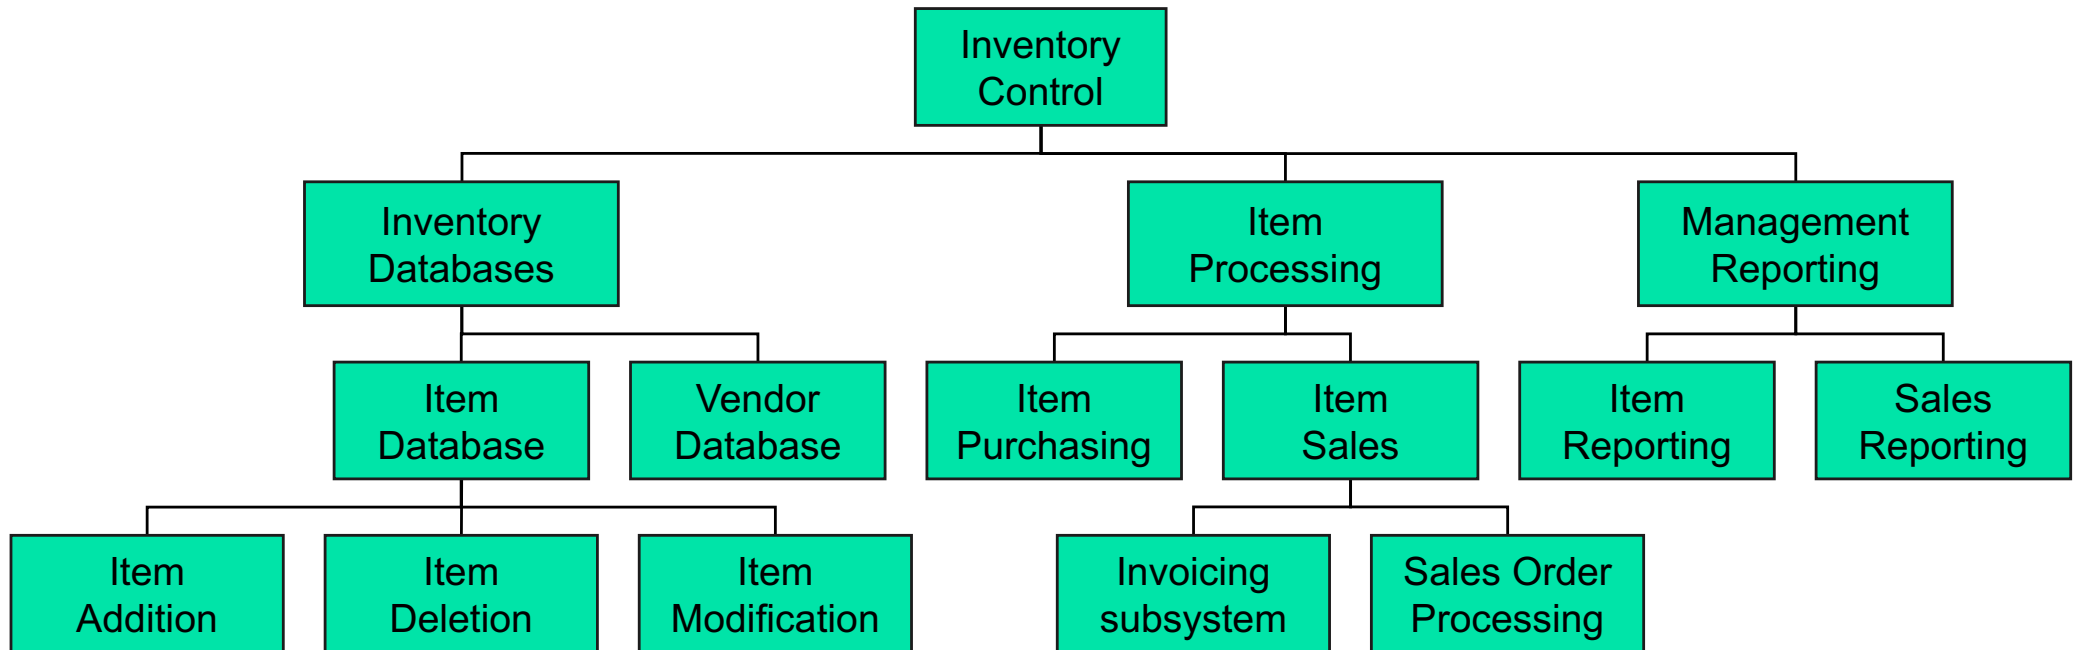 Inventory
Control
Inventory
Databases
Item
Processing
Management
Reporting
Item
Database
Vendor
Database
Item
Purchasing
Item
Sales
Item
Reporting
Sales
Reporting
Item
Addition
Item
Deletion
Item
Modification
Invoicing
subsystem
Sales Order
Processing